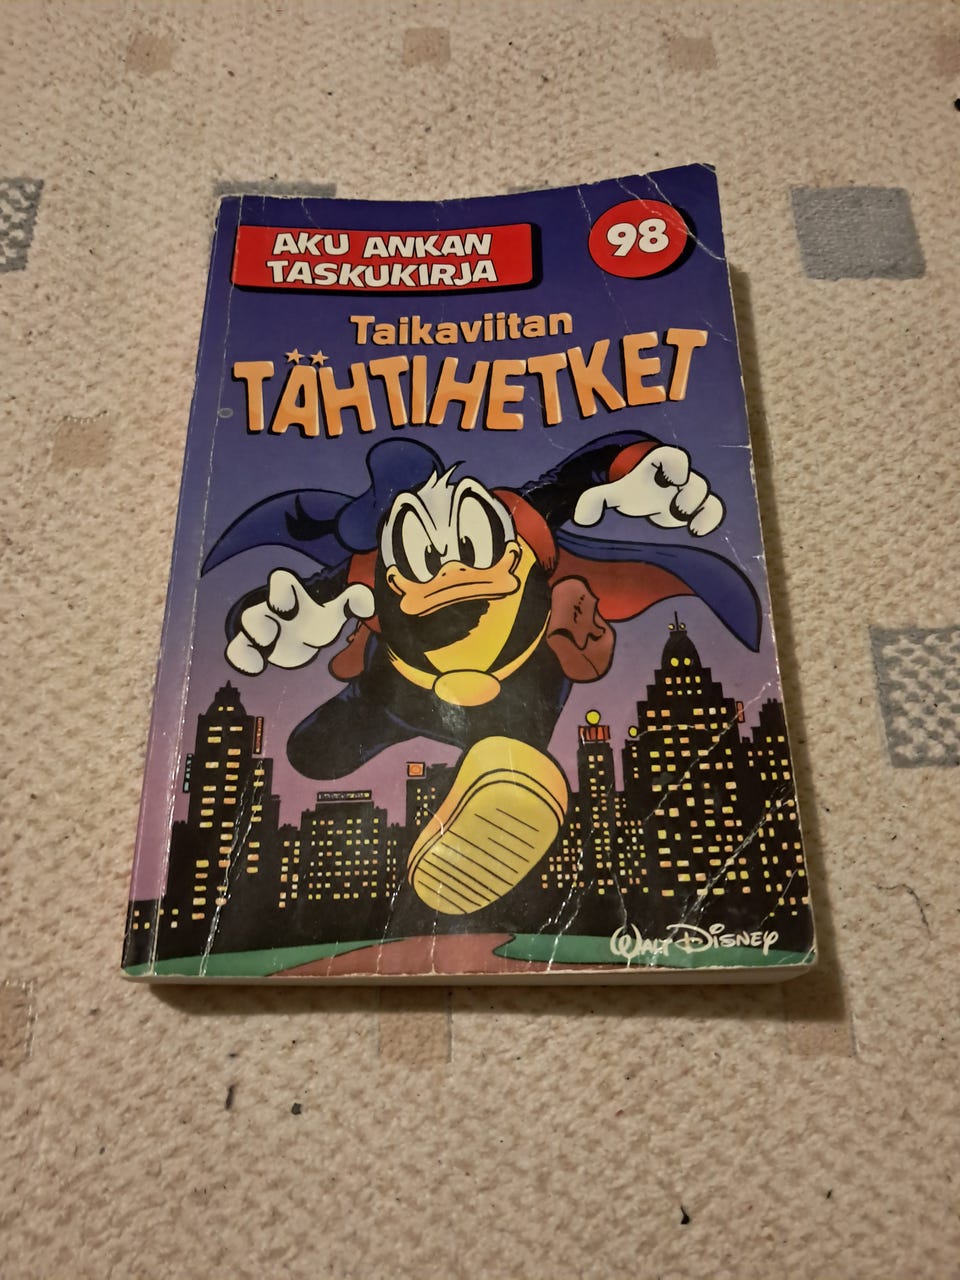 AKU ANKAN
TASKUKIRJA
98
Taikaviitan
TÄHTIHETKET
WALT DISNEY